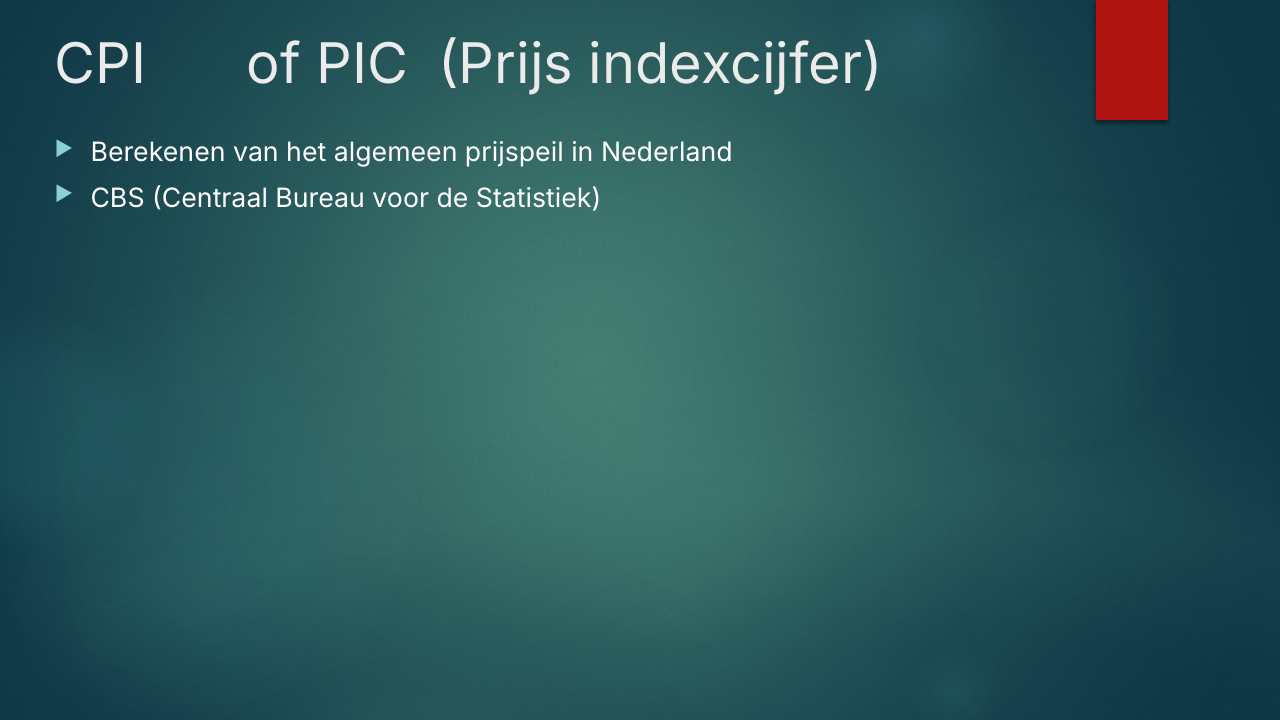 CPI of PIC (Prijs indexcijfer)
Berekenen van het algemeen prijspeil in Nederland
CBS (Centraal Bureau voor de Statistiek)